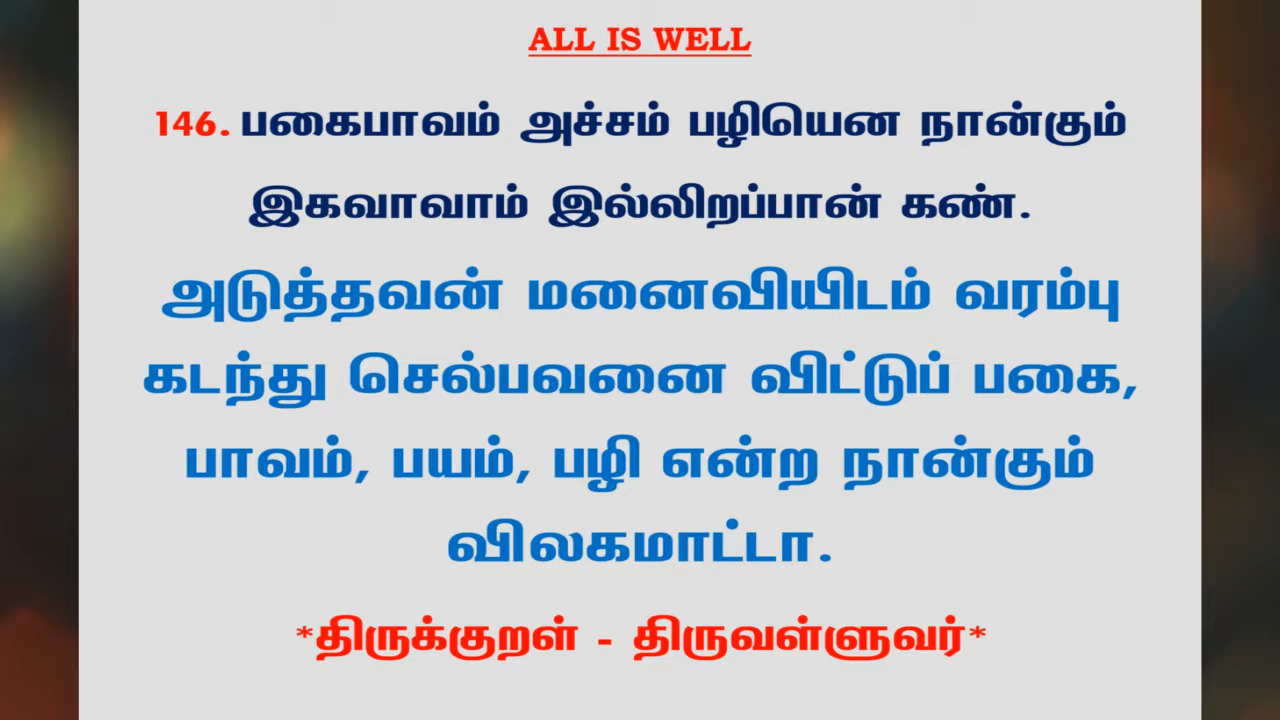 ALL IS WELL
146. பகைபாவம் அச்சம் பழியென நான்கும்
இகவாவாம் இல்லிறப்பான் கண்.
அடுத்தவன் மனைவியிடம் வரம்பு
கடந்து செல்பவனை விட்டுப் பகை,
பாவம், பயம், பழி என்ற நான்கும்
விலகமாட்டா.
*திருக்குறள் - திருவள்ளுவர்*